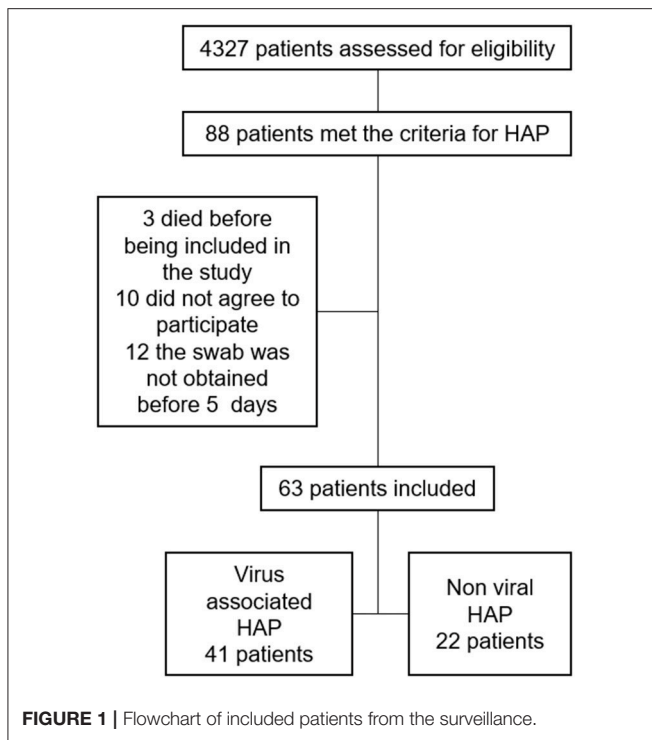 4327 patients assessed for eligibility
88 patients met the criteria for HAP
3 died before
being included in
the study
10 did not agree to
participate
12 the swab was
not obtained
before 5 days
63 patients included
Virus
associated
HAP
41 patients
Non viral
HAP
22 patients
FIGURE 1 | Flowchart of included patients from the surveillance.